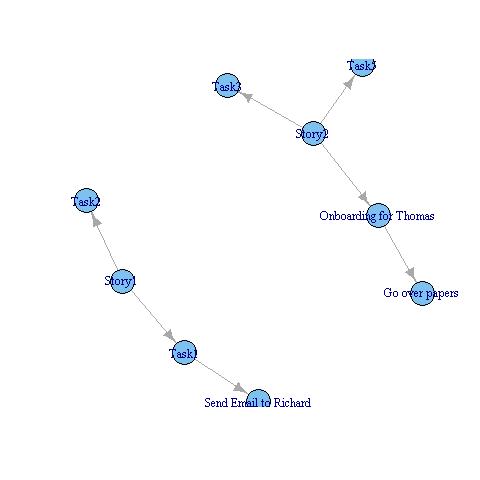 Task5
Task3
Story2
Task2
Onboarding for Thomas
Story1
Go over papers
Task1
Send Email to Richard